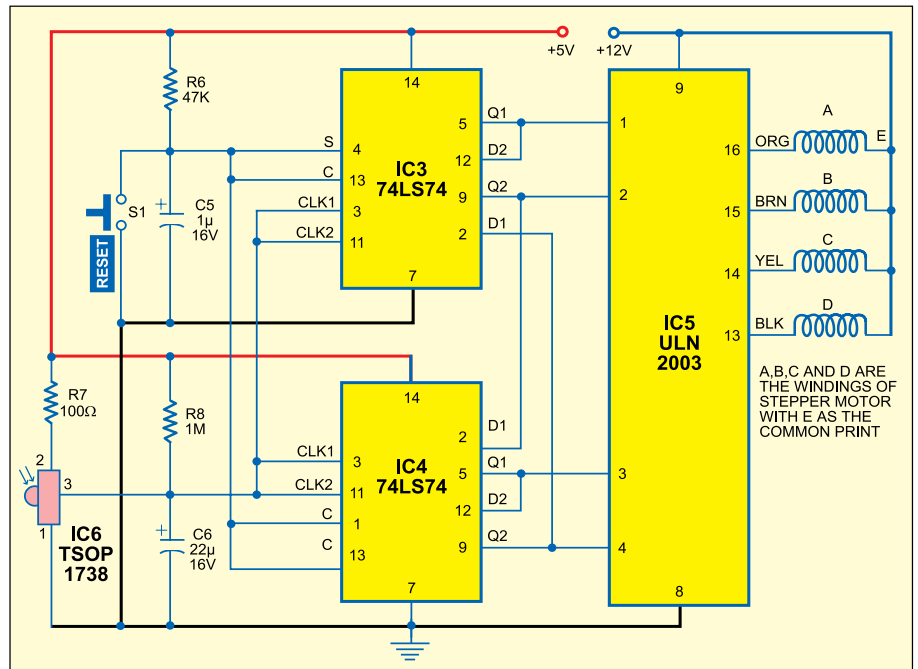 +5V
+12V
R6
47K
S1
RESET
C5
1µ
16V
+
S
C
CLK1
CLK2
4
13
3
11
14
IC3
74LS74
7
5
12
9
2
Q1
D2
Q2
D1
1
2
3
4
9
IC5
ULN
2003
8
16
15
14
13
ORG
BRN
YEL
BLK
A
B
C
D
E
A,B,C AND D ARE
THE WINDINGS OF
STEPPER MOTOR
WITH E AS THE
COMMON PRINT
R7
100Ω
R8
1M
2
3
1
IC6
TSOP
1738
+
C6
22µ
16V
CLK1
CLK2
C
C
3
11
1
13
14
IC4
74LS74
7
2
5
12
9
D1
Q1
D2
Q2